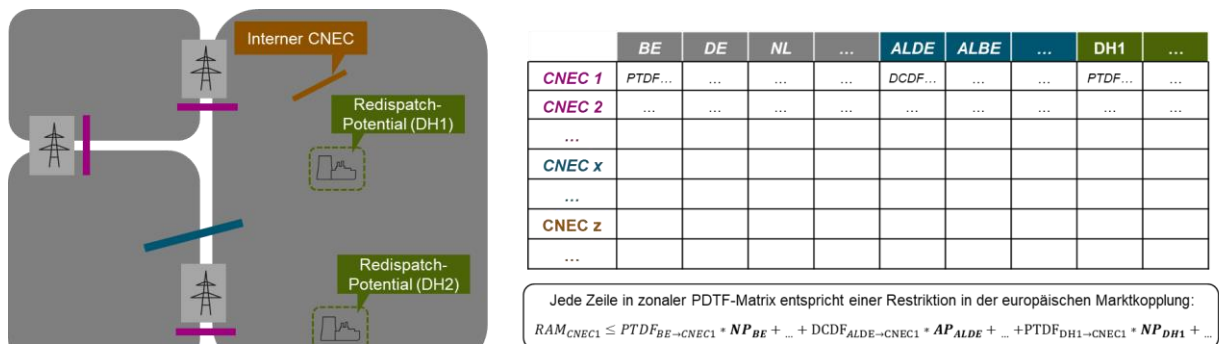 Interner CNEC
Redispatch-
Potential (DH1)
Redispatch-
Potential (DH2)
BE DE NL ... ALDE ALBE ... DH1 ...
CNEC 1 PTDF... ... ... ... DCDF... ... ... PTDF... ...
CNEC 2 ... ... ... ... ... ... ... ... ...
...
CNEC x
...
CNEC z
...
Jede Zeile in zonaler PDTF-Matrix entspricht einer Restriktion in der europäischen Marktkopplung:
RAM_CNEC1 ≤ PTDF_BE→CNEC1 * NP_BE + ... + DCDF_ALDE→CNEC1 * AP_ALDE + ... +PTDF_DH1→CNEC1 * NP_DH1 + ...